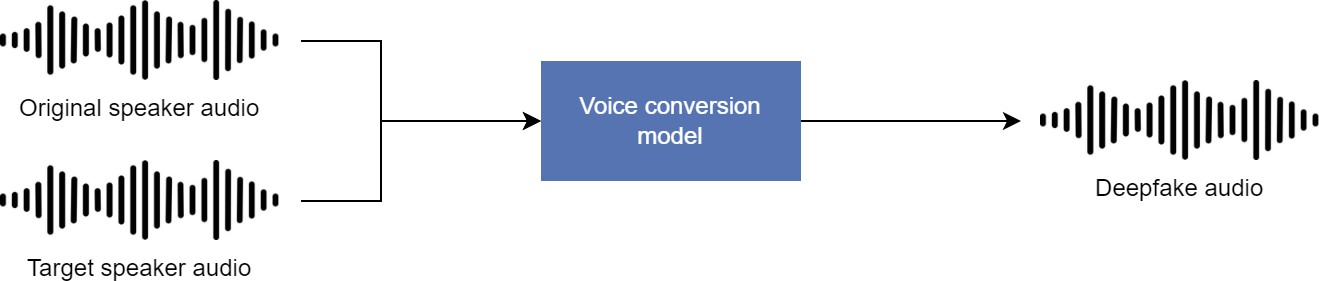 Original speaker audio
Target speaker audio
Voice conversion
model
Deepfake audio